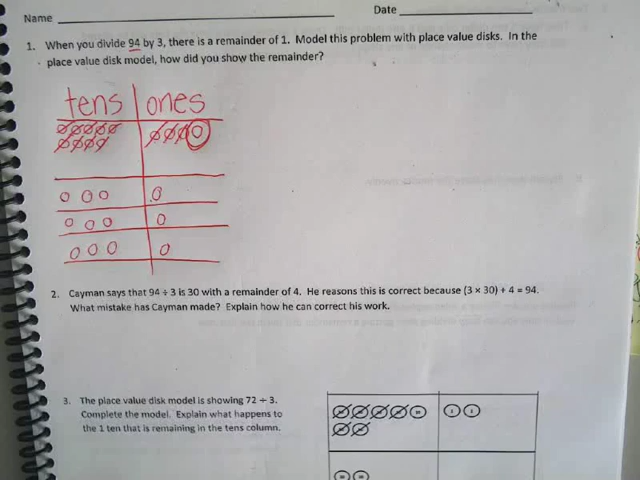 Name
Date
1. When you divide 94 by 3, there is a remainder of 1. Model this problem with place value disks. In the
place value disk model, how did you show the remainder?
tens ones
2. Cayman says that 94 ÷ 3 is 30 with a remainder of 4. He reasons this is correct because (3 x 30) + 4 = 94.
What mistake has Cayman made? Explain how he can correct his work.
3. The place value disk model is showing 72 ÷ 3.
Complete the model. Explain what happens to
the 1 ten that is remaining in the tens column.